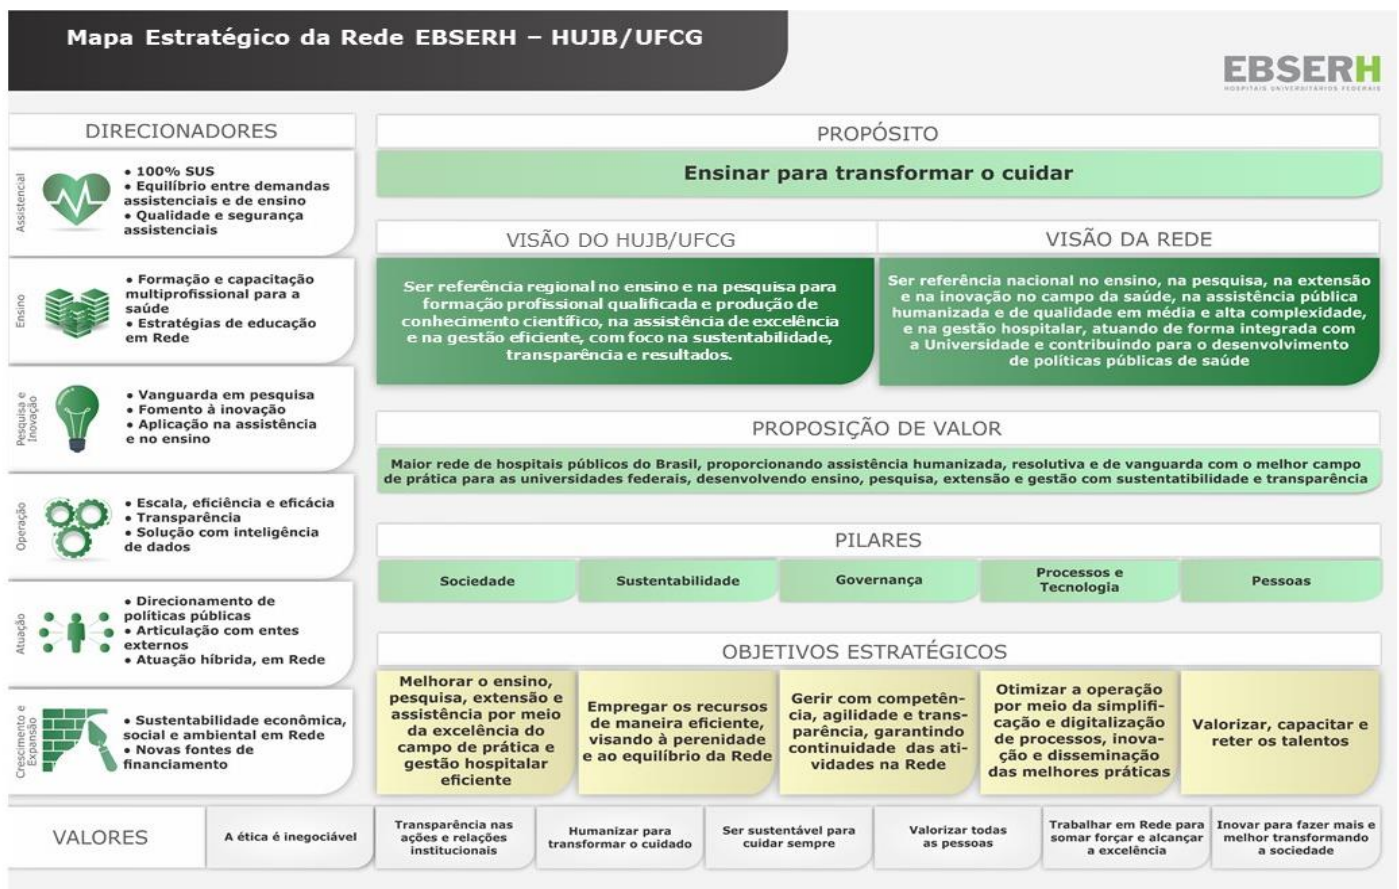 Mapa Estratégico da Rede EBSERH – HUJB/UFCG
EBSERH
HOSPITAIS UNIVERSITÁRIOS FEDERAIS
DIRECIONADORES
Assistencial
• 100% SUS
• Equilíbrio entre demandas
assistenciais e de ensino
• Qualidade e segurança
assistenciais
Ensino
• Formação e capacitação
multiprofissional para a
saúde
• Estratégias de educação
em Rede
Pesquisa e
Inovação
• Vanguarda em pesquisa
• Fomento à inovação
• Aplicação na assistência
e no ensino
Operação
• Escala, eficiência e eficácia
• Transparência
• Solução com inteligência
de dados
Atuação
• Direcionamento de
políticas públicas
• Articulação com entes
externos
• Atuação híbrida, em Rede
Crescimento e
Expansão
• Sustentabilidade econômica,
social e ambiental em Rede
• Novas fontes de
financiamento
PROPÓSITO
Ensinar para transformar o cuidar
VISÃO DO HUJB/UFCG
Ser referência regional no ensino e na pesquisa para
formação profissional qualificada e produção de
conhecimento científico, na assistência de excelência
e na gestão eficiente, com foco na sustentabilidade,
transparência e resultados.
VISÃO DA REDE
Ser referência nacional no ensino, na pesquisa, na extensão
e na inovação no campo da saúde, na assistência pública
humanizada e de qualidade em média e alta complexidade,
e na gestão hospitalar, atuando de forma integrada com
a Universidade e contribuindo para o desenvolvimento
de políticas públicas de saúde
PROPOSIÇÃO DE VALOR
Maior rede de hospitais públicos do Brasil, proporcionando assistência humanizada, resolutiva e de vanguarda com o melhor campo
de prática para as universidades federais, desenvolvendo ensino, pesquisa, extensão e gestão com sustentatibilidade e transparência
PILARES
Sociedade
Sustentabilidade
Governança
Processos e
Tecnologia
Pessoas
OBJETIVOS ESTRATÉGICOS
Melhorar o ensino,
pesquisa, extensão e
assistência por meio
da excelência do
campo de prática e
gestão hospitalar
eficiente
Empregar os recursos
de maneira eficiente,
visando à perenidade
e ao equilíbrio da Rede
Gerir com competên-
cia, agilidade e trans-
parência, garantindo
continuidade das ati-
vidades na Rede
Otimizar a operação
por meio da simplifi-
cação e digitalização
de processos, inova-
ção e disseminação
das melhores práticas
Valorizar, capacitar e
reter os talentos
VALORES
A ética é inegociável
Transparência nas
ações e relações
institucionais
Humanizar para
transformar o cuidado
Ser sustentável para
cuidar sempre
Valorizar todas
as pessoas
Trabalhar em Rede para
somar forçar e alcançar
a excelência
Inovar para fazer mais e
melhor transformando
a sociedade